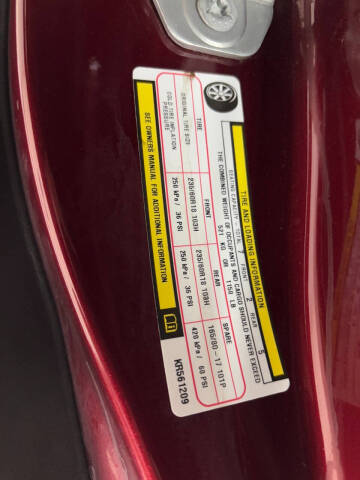 TIRE AND LOADING INFORMATION
SEATING CAPACITY TOTAL 7 FRONT 2 REAR 5
THE COMBINED WEIGHT OF OCCUPANTS AND CARGO SHOULD NEVER EXCEED
521 KG OR 1150 LB
TIRE FRONT REAR SPARE
ORIGINAL TIRE SIZE 235/60R18 103H 235/60R18 103H 165/80-17 101P
COLD TIRE INFLATION PRESSURE 250 kPa/ 36 PSI 250 kPa/ 36 PSI 420 kPa/ 60 PSI
SEE OWNERS MANUAL FOR ADDITIONAL INFORMATION
KR561209